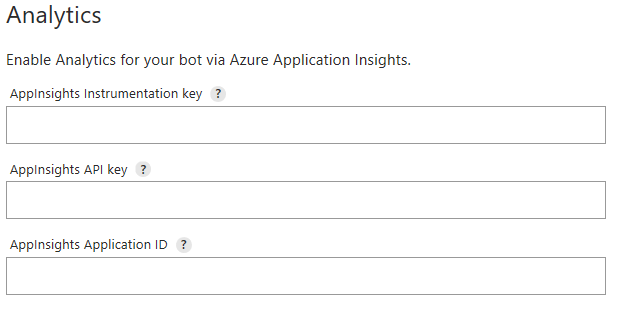 Analytics
Enable Analytics for your bot via Azure Application Insights.
AppInsights Instrumentation key ?
AppInsights API key ?
AppInsights Application ID ?